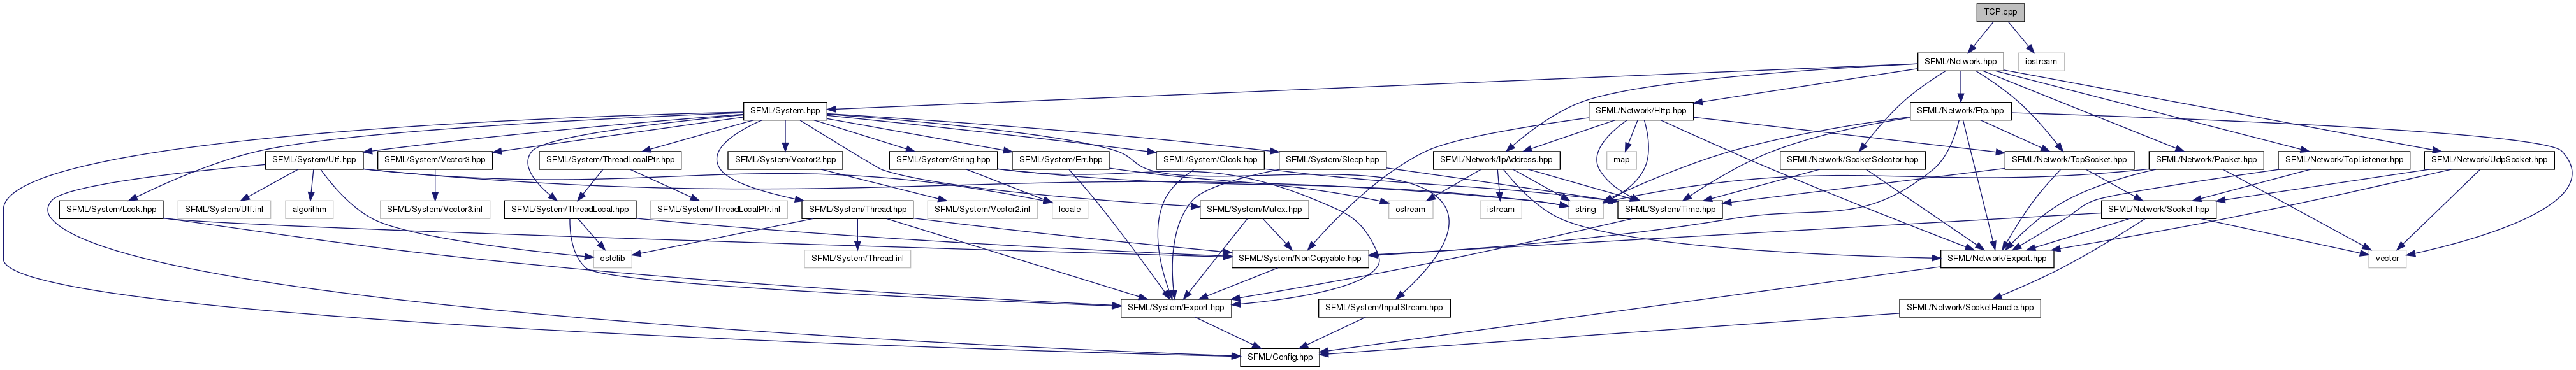 TCP.cpp
SFML/Network.hpp
iostream
SFML/System.hpp
SFML/Network/Http.hpp
SFML/Network/Ftp.hpp
SFML/System/Utf.hpp
SFML/System/Vector3.hpp
SFML/System/ThreadLocalPtr.hpp
SFML/System/Vector2.hpp
SFML/System/String.hpp
SFML/System/Err.hpp
SFML/System/Clock.hpp
SFML/System/Sleep.hpp
SFML/Network/IpAddress.hpp
map
SFML/Network/SocketSelector.hpp
SFML/Network/TcpSocket.hpp
SFML/Network/Packet.hpp
SFML/Network/TcpListener.hpp
SFML/Network/UdpSocket.hpp
SFML/System/Lock.hpp
SFML/System/Utf.inl
algorithm
SFML/System/Vector3.inl
SFML/System/ThreadLocal.hpp
SFML/System/ThreadLocalPtr.inl
SFML/System/Thread.hpp
SFML/System/Vector2.inl
locale
SFML/System/Mutex.hpp
ostream
istream
string
SFML/System/Time.hpp
SFML/Network/Socket.hpp
cstdlib
SFML/System/Thread.inl
SFML/System/NonCopyable.hpp
SFML/Network/Export.hpp
vector
SFML/System/Export.hpp
SFML/System/InputStream.hpp
SFML/Network/SocketHandle.hpp
SFML/Config.hpp